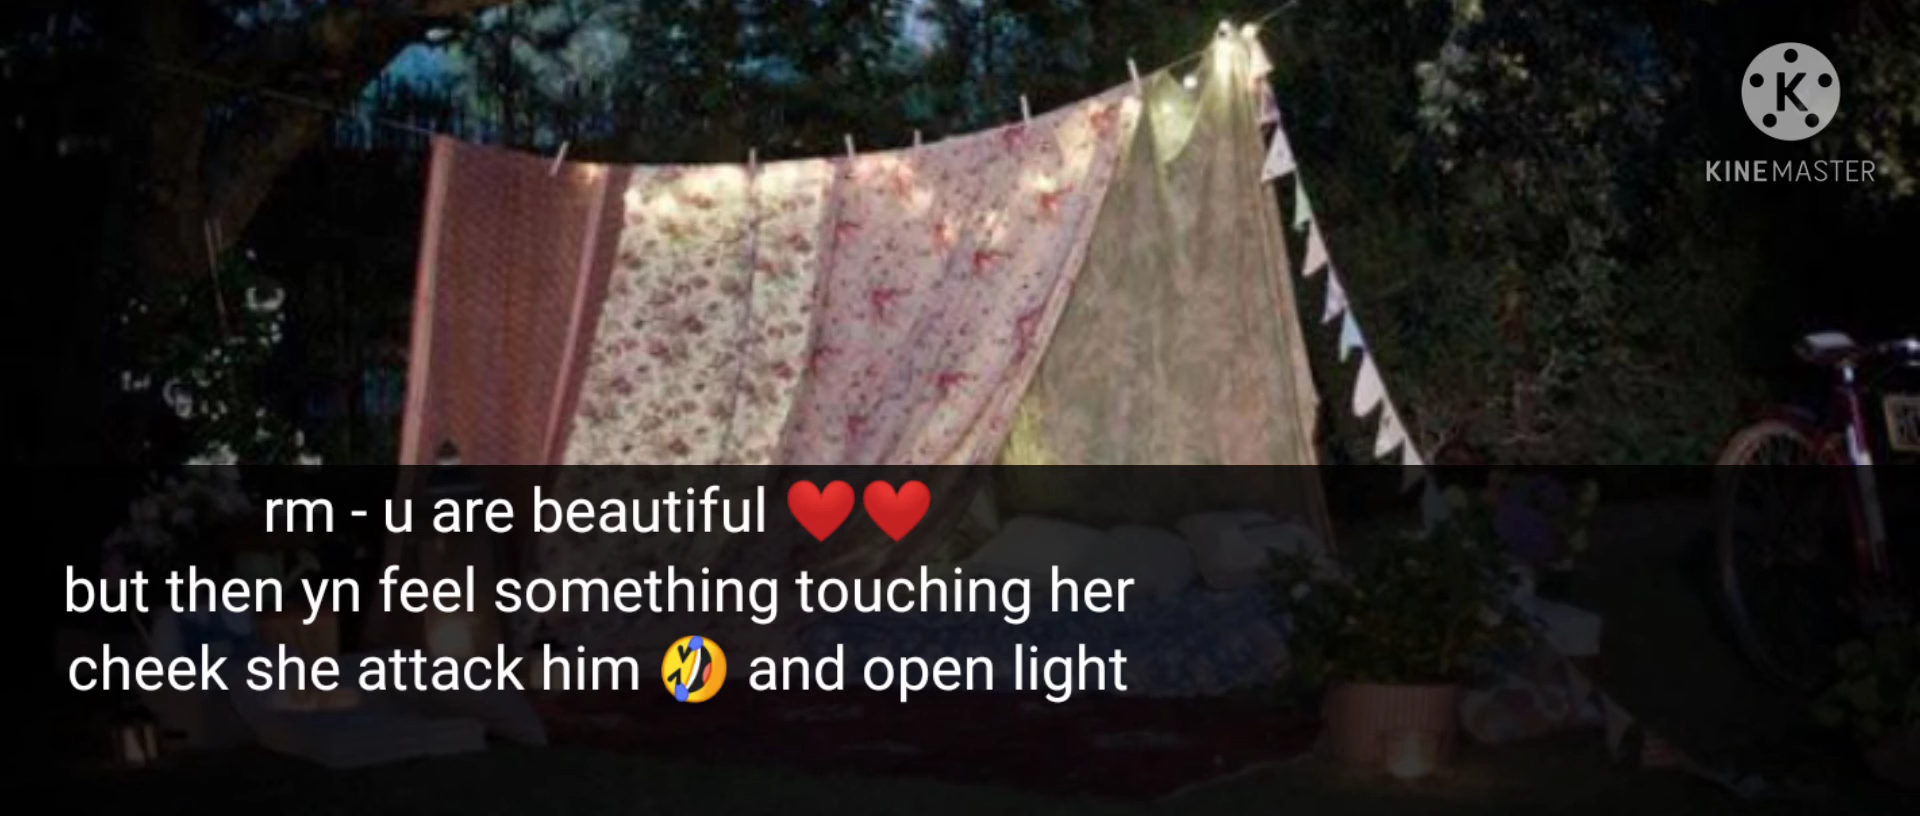 KINEMASTER
rm - u are beautiful ❤️❤️
but then yn feel something touching her
cheek she attack him 🤣 and open light